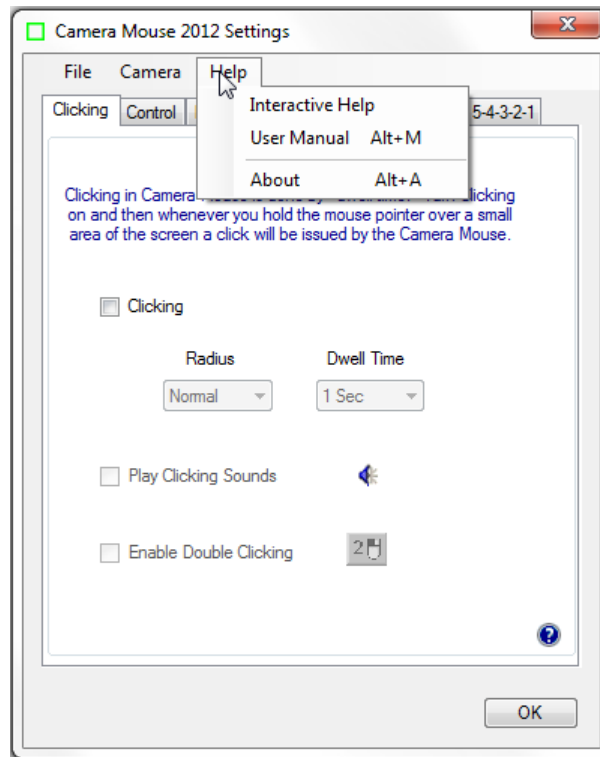 Camera Mouse 2012 Settings
File Camera Help
Interactive Help
User Manual Alt+M
About Alt+A
Clicking Control 5-4-3-2-1
Clicking in Camera Clicking
on and then whenever you hold the mouse pointer over a small
area of the screen a click will be issued by the Camera Mouse.
Clicking
Radius Dwell Time
Normal 1 Sec
Play Clicking Sounds
Enable Double Clicking
2
OK